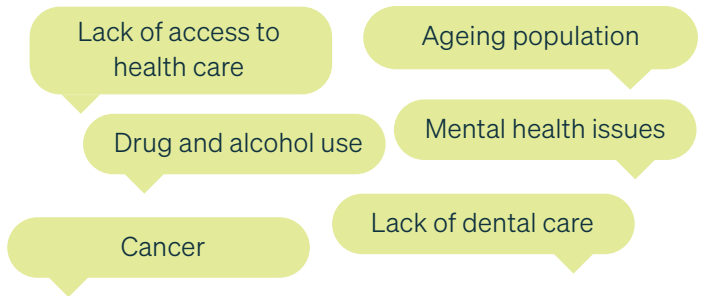 Lack of access to
health care
Ageing population
Drug and alcohol use
Mental health issues
Cancer
Lack of dental care